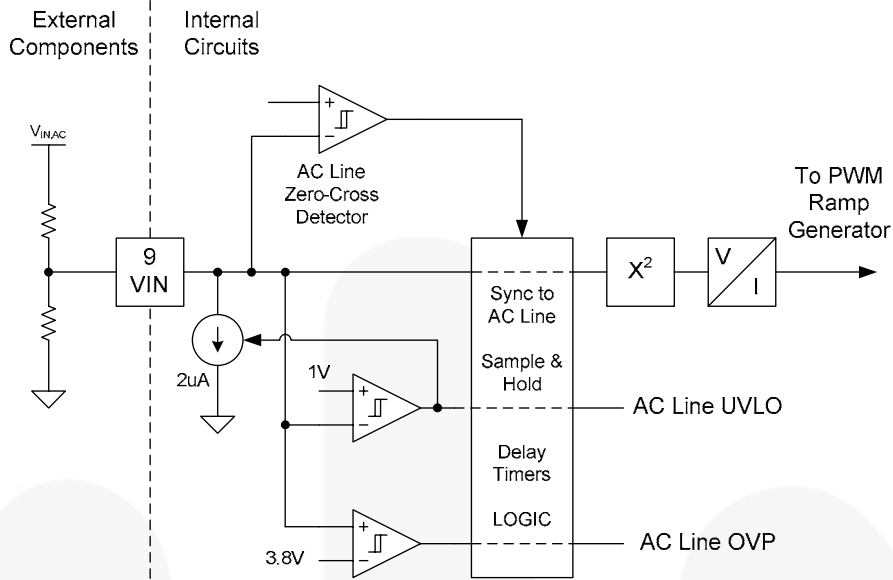 External
Components
Internal
Circuits
VIN,AC
+
−
AC Line
Zero-Cross
Detector
To PWM
Ramp
Generator
9
VIN
X²
V
I
Sync to
AC Line
2uA
1V
+
−
Sample &
Hold
AC Line UVLO
Delay
Timers
LOGIC
+
−
3.8V
AC Line OVP